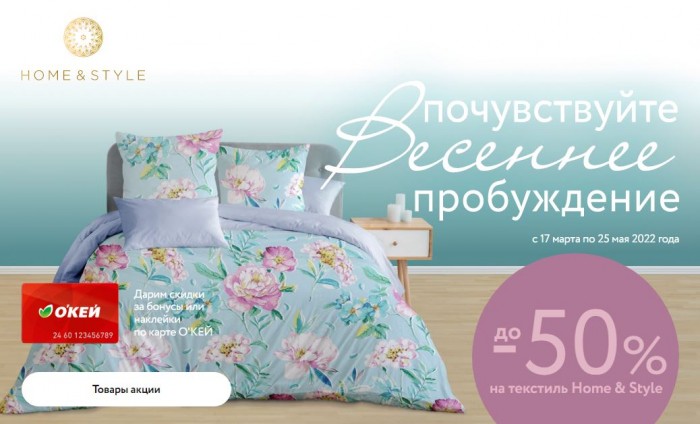 HOME & STYLE
почувствуйте
Весеннее
пробуждение
с 17 марта по 25 мая 2022 года
Дарим скидки
за бонусы или
наклейки
по карте О'КЕЙ
О'КЕЙ
24 60 123456789
Товары акции
до
-50%
на текстиль Home & Style